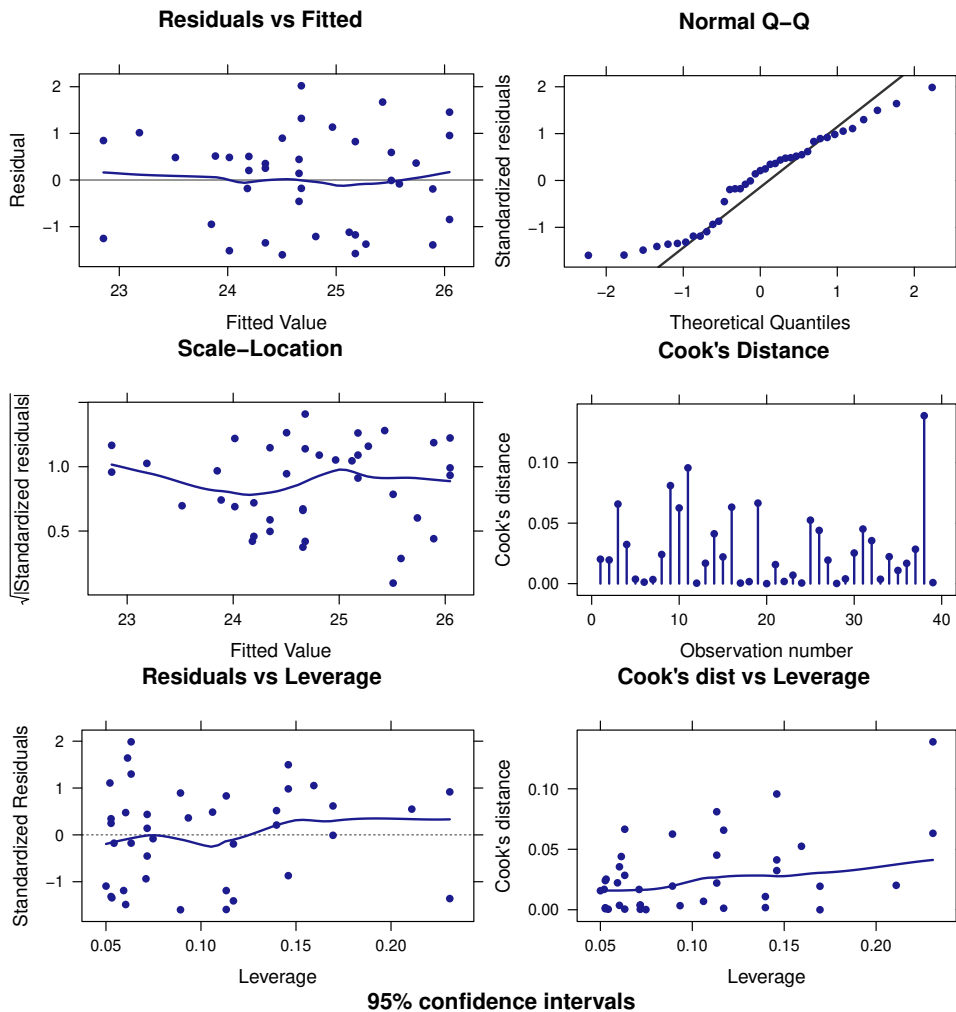 Residuals vs Fitted
Residual
2
1
0
−1
23
24
25
26
Fitted Value
Normal Q−Q
Standardized residuals
2
1
0
−1
−2
−1
0
1
2
Theoretical Quantiles
Scale−Location
√|Standardized residuals|
1.0
0.5
23
24
25
26
Fitted Value
Cook's Distance
Cook's distance
0.10
0.05
0.00
0
10
20
30
40
Observation number
Residuals vs Leverage
Standardized Residuals
2
1
0
−1
0.05
0.10
0.15
0.20
Leverage
Cook's dist vs Leverage
Cook's distance
0.10
0.05
0.00
0.05
0.10
0.15
0.20
Leverage
95% confidence intervals